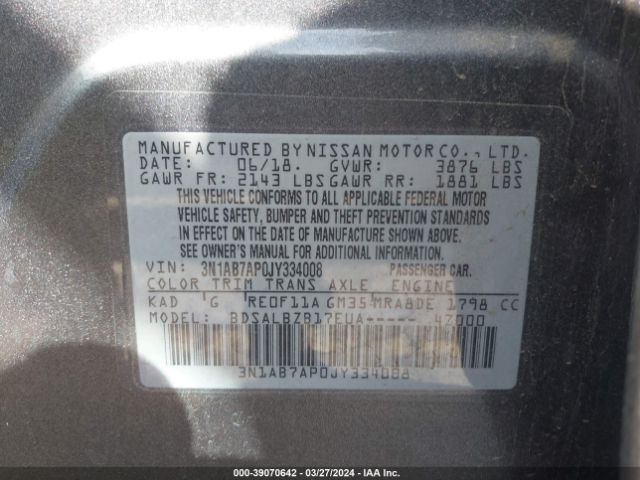 MANUFACTURED BY NISSAN MOTOR CO., LTD.
DATE: 06/18. GVWR: 3876 LBS
GAWR FR: 2143 LBS GAWR RR: 1881 LBS
THIS VEHICLE CONFORMS TO ALL APPLICABLE FEDERAL MOTOR
VEHICLE SAFETY, BUMPER AND THEFT PREVENTION STANDARDS
IN EFFECT ON THE DATE OF MANUFACTURE SHOWN ABOVE.
SEE OWNER'S MANUAL FOR ADDITIONAL INFORMATION.
VIN: 3N1AB7AP0JY334008 PASSENGER CAR.
COLOR TRIM TRANS AXLE ENGINE
KAD G RE0F11A GM35 MRA8DE 1798 CC
MODEL: BDSALBZB17EUA----- 4Z000
3N1AB7AP0JY334008
000-39070642 — 03/27/2024 — IAA Inc.